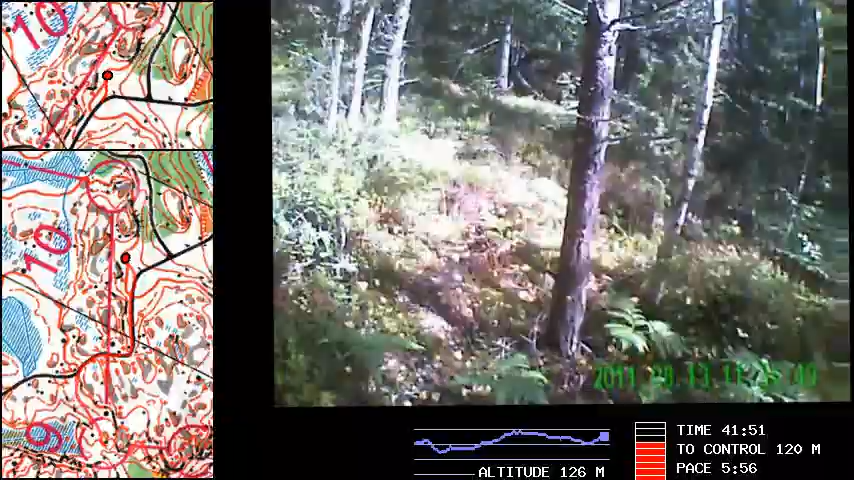 10
10
9
ALTITUDE 126 M
TIME 41:51
TO CONTROL 120 M
PACE 5:56